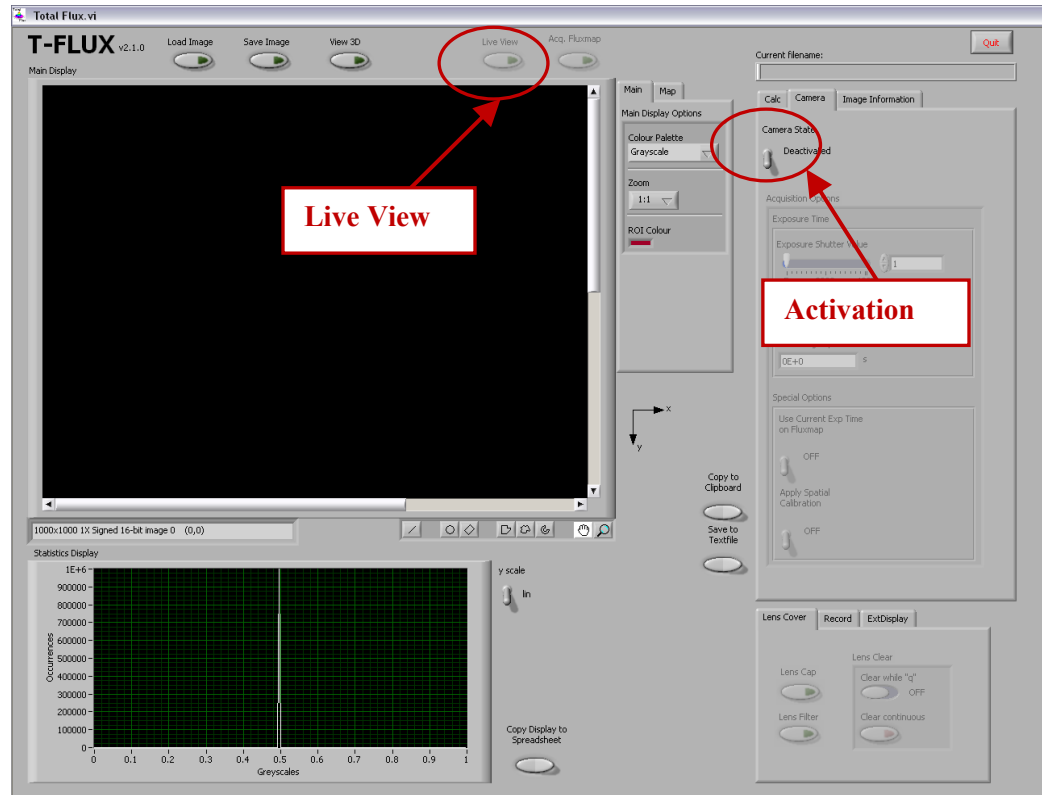 Total Flux.vi
T-FLUX v2.1.0
Load Image
Save Image
View 3D
Live View
Acq. Fluxmap
Quit
Current filename:
Main Display
Main
Map
Main Display Options
Colour Palette
Grayscale
Zoom
1:1
ROI Colour
Calc
Camera
Image Information
Camera State
Deactivated
Acquisition Options
Exposure Time
Exposure Shutter Value
1
Live View
Activation
0E+0
s
Special Options
Use Current Exp Time
on Fluxmap
OFF
Apply Spatial
Calibration
OFF
x
y
Copy to
Clipboard
Save to
Textfile
1000x1000 1X Signed 16-bit image 0 (0,0)
Statistics Display
1E+6
900000
800000
700000
600000
500000
400000
300000
200000
100000
0
Occurrences
0 0.1 0.2 0.3 0.4 0.5 0.6 0.7 0.8 0.9 1
Greyscales
y scale
lin
Copy Display to
Spreadsheet
Lens Cover
Record
ExtDisplay
Lens Cap
Lens Filter
Lens Clear
Clear while "q"
OFF
Clear continuous